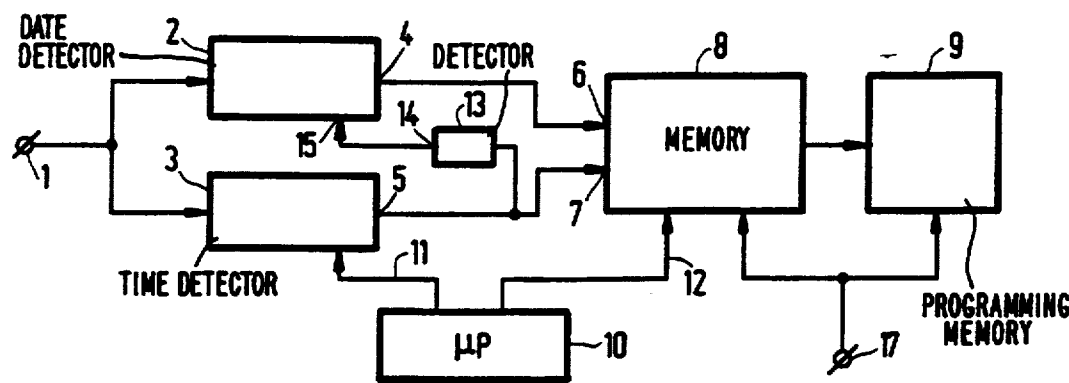 DATE
DETECTOR
2
4
DETECTOR
8
9
13
6
14
15
1
MEMORY
3
5
7
11
12
TIME DETECTOR
PROGRAMMING
MEMORY
μP
10
17